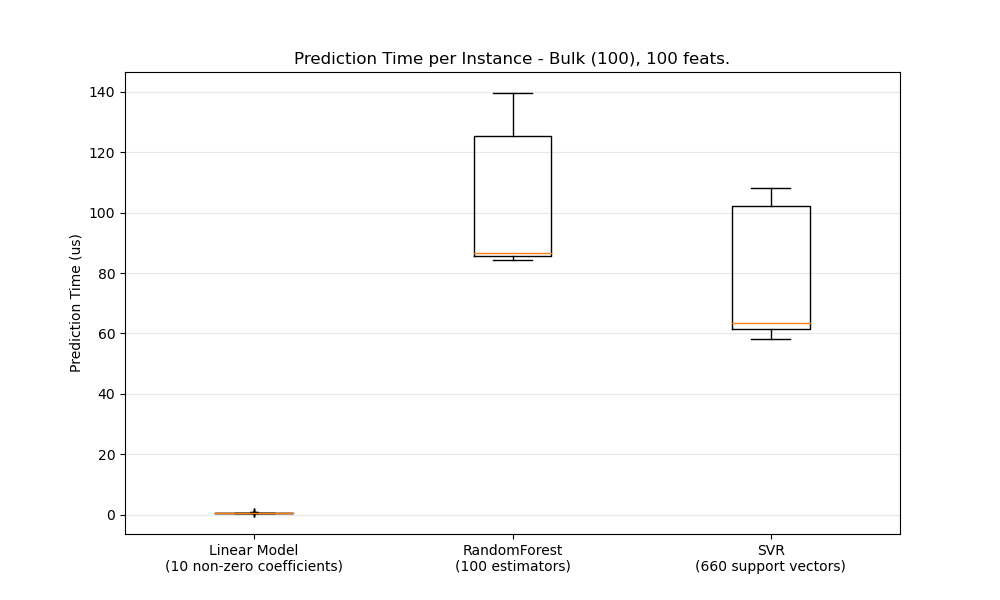 Prediction Time per Instance - Bulk (100), 100 feats.
140
120
100
80
60
40
20
0
Prediction Time (us)
Linear Model
(10 non-zero coefficients)
RandomForest
(100 estimators)
SVR
(660 support vectors)